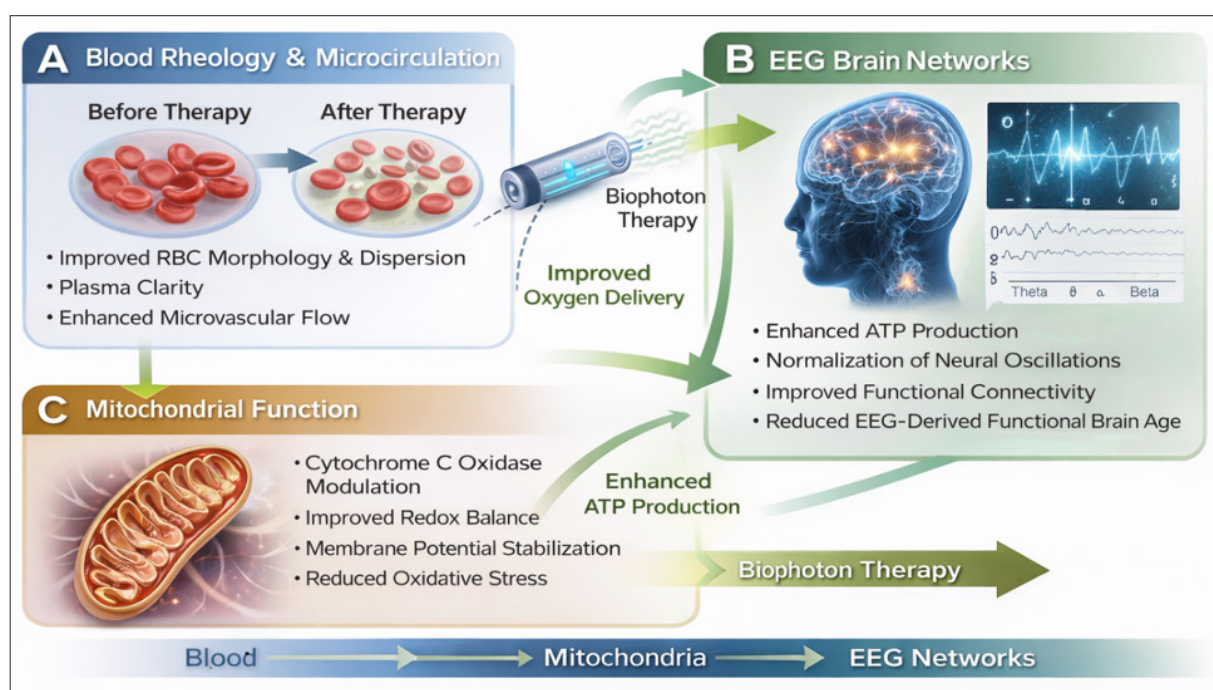 A Blood Rheology & Microcirculation
Before Therapy
After Therapy
• Improved RBC Morphology & Dispersion
• Plasma Clarity
• Enhanced Microvascular Flow
Biophoton
Therapy
Improved
Oxygen Delivery
B EEG Brain Networks
Theta θ a Beta
• Enhanced ATP Production
• Normalization of Neural Oscillations
• Improved Functional Connectivity
• Reduced EEG-Derived Functional Brain Age
C Mitochondrial Function
• Cytochrome C Oxidase
Modulation
• Improved Redox Balance
• Membrane Potential Stabilization
• Reduced Oxidative Stress
Enhanced
ATP Production
Biophoton Therapy
Blood Mitochondria EEG Networks